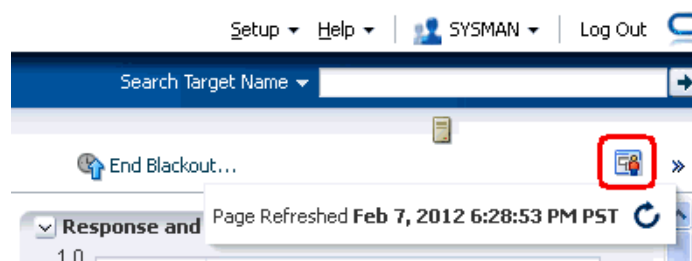 Setup Help SYSMAN Log Out
Search Target Name
End Blackout... »
Page Refreshed Feb 7, 2012 6:28:53 PM PST
Response and
1.0